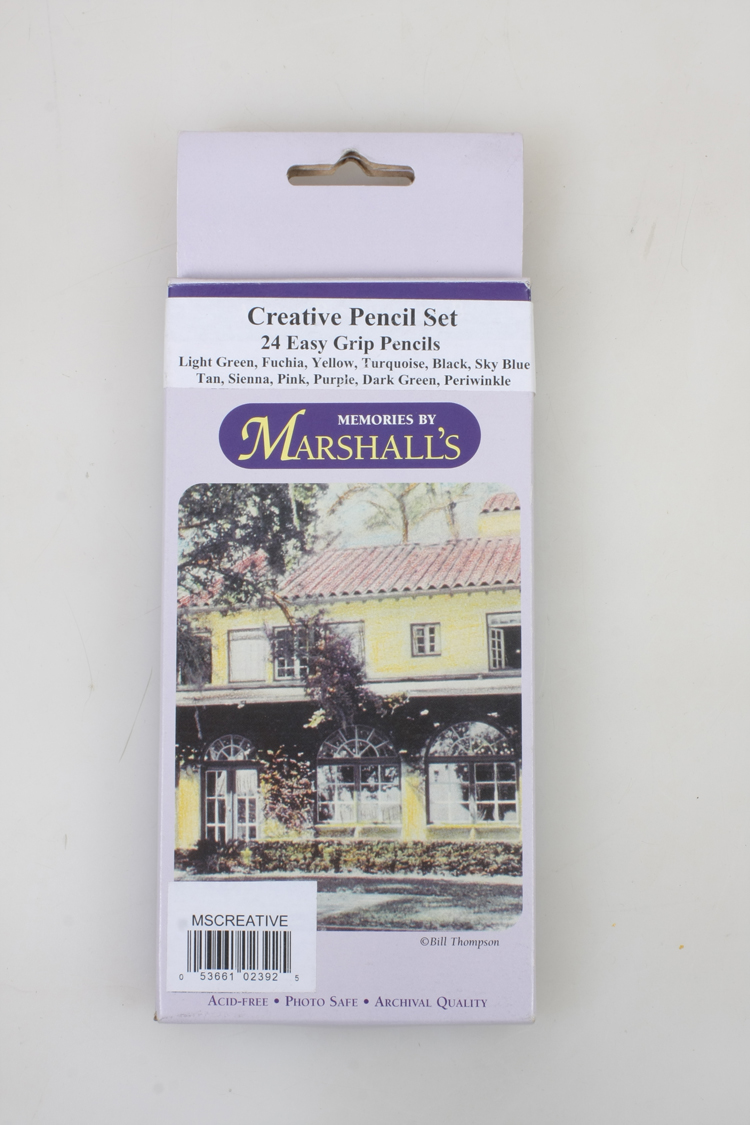 Creative Pencil Set
24 Easy Grip Pencils
Light Green, Fuchia, Yellow, Turquoise, Black, Sky Blue
Tan, Sienna, Pink, Purple, Dark Green, Periwinkle
MEMORIES BY
MARSHALL'S
MSCREATIVE
0 53661 02392 5
©Bill Thompson
ACID-FREE • PHOTO SAFE • ARCHIVAL QUALITY